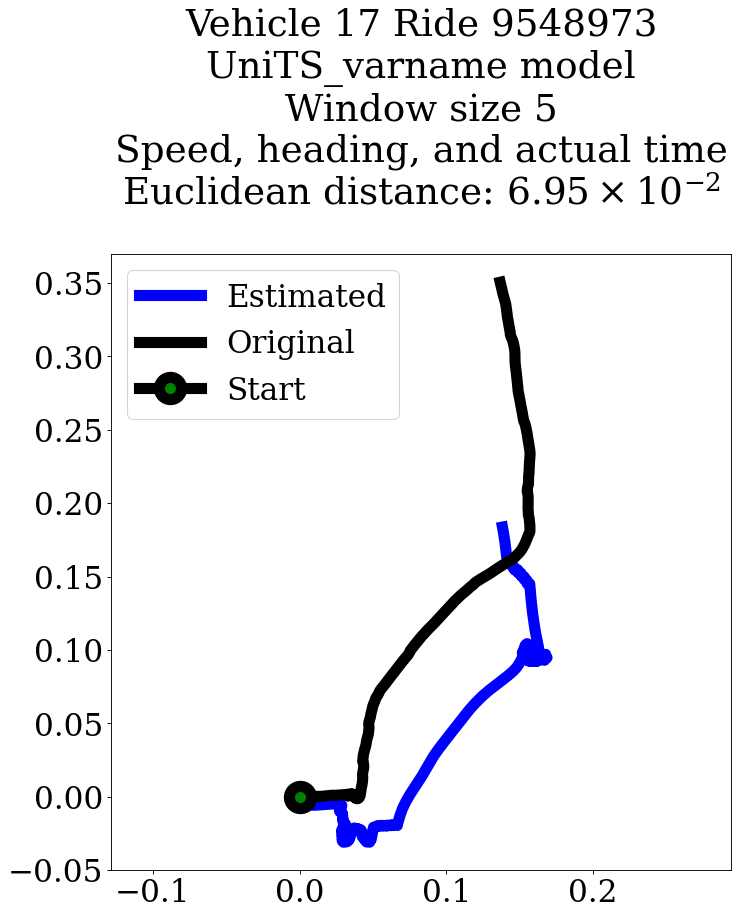 Vehicle 17 Ride 9548973
UniTS_varname model
Window size 5
Speed, heading, and actual time
Euclidean distance: 6.95 × 10⁻²
Estimated
Original
Start
0.35
0.30
0.25
0.20
0.15
0.10
0.05
0.00
−0.05
−0.1 0.0 0.1 0.2